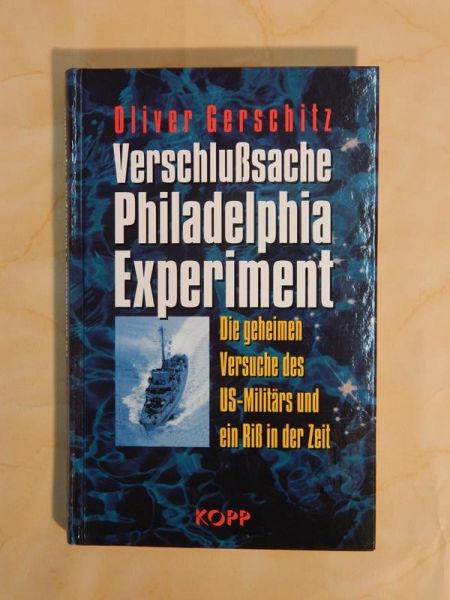 Oliver Gerschitz
Verschlußsache
Philadelphia
Experiment
Die geheimen
Versuche des
US-Militärs und
ein Riß in der Zeit
KOPP